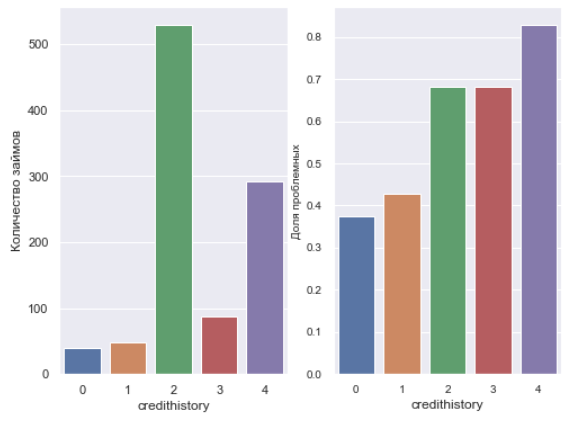 Количество займов
500
400
300
200
100
0
0 1 2 3 4
credithistory
Доля проблемных
0.8
0.7
0.6
0.5
0.4
0.3
0.2
0.1
0.0
0 1 2 3 4
credithistory